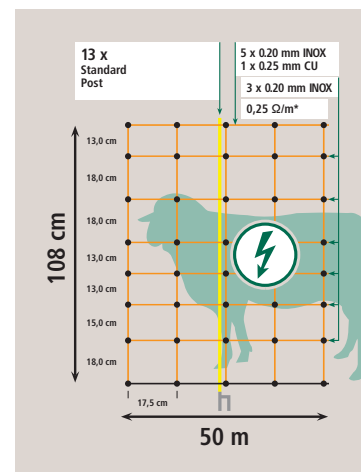 13 x
Standard
Post
5 x 0.20 mm INOX
1 x 0.25 mm CU
3 x 0.20 mm INOX
0,25 Ω/m*
108 cm
13,0 cm
18,0 cm
18,0 cm
13,0 cm
13,0 cm
15,0 cm
18,0 cm
17,5 cm
50 m